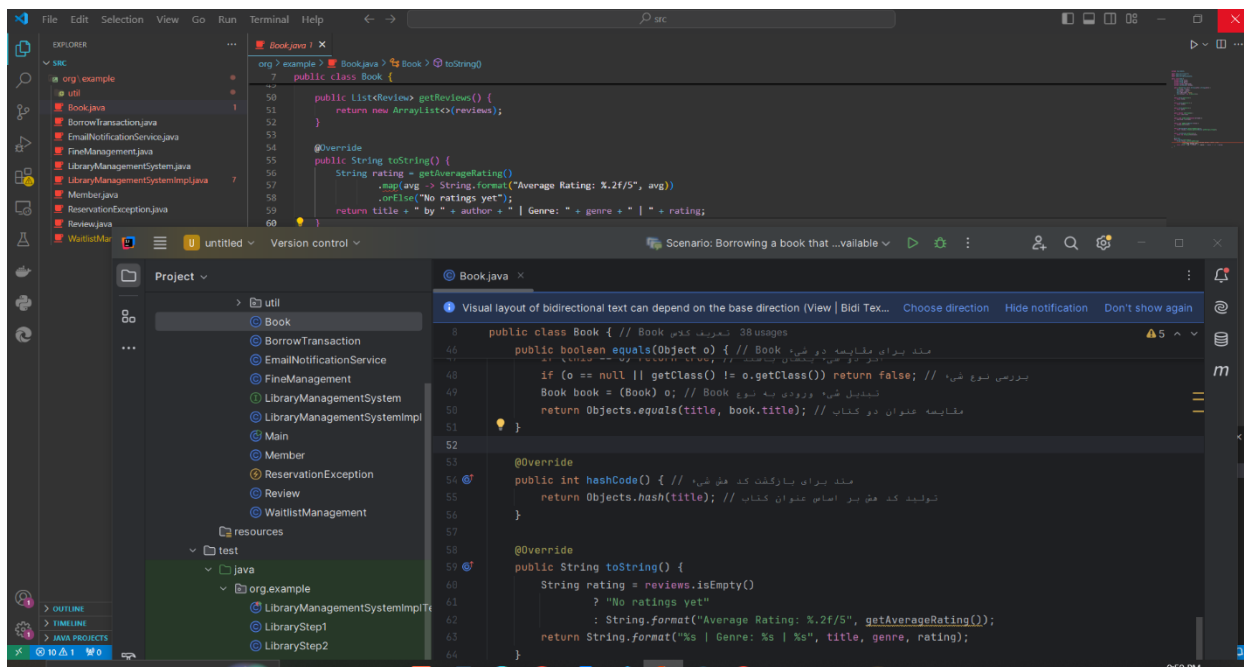 File Edit Selection View Go Run Terminal Help
src
EXPLORER
SRC
org \ example
util
Book.java 1
BorrowTransaction.java
EmailNotificationService.java
FineManagement.java
LibraryManagementSystem.java
LibraryManagementSystemImpl.java 7
Member.java
ReservationException.java
Review.java
WaitlistMar
OUTLINE
TIMELINE
JAVA PROJECTS
10 1 0
Book.java 1
org > example > Book.java > Book > toString()
7 public class Book {
50 public List<Review> getReviews() {
51 return new ArrayList<>(reviews);
52 }
53
54 @Override
55 public String toString() {
56 String rating = getAverageRating()
57 .map(avg -> String.format("Average Rating: %.2f/5", avg))
58 .orElse("No ratings yet");
59 return title + " by " + author + " | Genre: " + genre + " | " + rating;
60 }
U untitled Version control
Scenario: Borrowing a book that ...vailable
Project
util
Book
BorrowTransaction
EmailNotificationService
FineManagement
LibraryManagementSystem
LibraryManagementSystemImpl
Main
Member
ReservationException
Review
WaitlistManagement
resources
test
java
org.example
LibraryManagementSystemImplTe
LibraryStep1
LibraryStep2
Book.java
Visual layout of bidirectional text can depend on the base direction (View | Bidi Tex... Choose direction Hide notification Don't show again
8 public class Book { // تعریف کلاس Book 38 usages
5
46 public boolean equals(Object o) { // متد برای مقایسه دو شیء Book
48 if (o == null || getClass() != o.getClass()) return false; // بررسی نوع شیء
49 Book book = (Book) o; // تبدیل شیء ورودی به نوع Book
50 return Objects.equals(title, book.title); // مقایسه عنوان دو کتاب
51 }
52
53 @Override
54 public int hashCode() { // متد برای بازگشت کد هش شیء
55 return Objects.hash(title); // تولید کد هش بر اساس عنوان کتاب
56 }
57
58 @Override
59 public String toString() {
60 String rating = reviews.isEmpty()
61 ? "No ratings yet"
62 : String.format("Average Rating: %.2f/5", getAverageRating());
63 return String.format("%s | Genre: %s | %s", title, genre, rating);
64 }